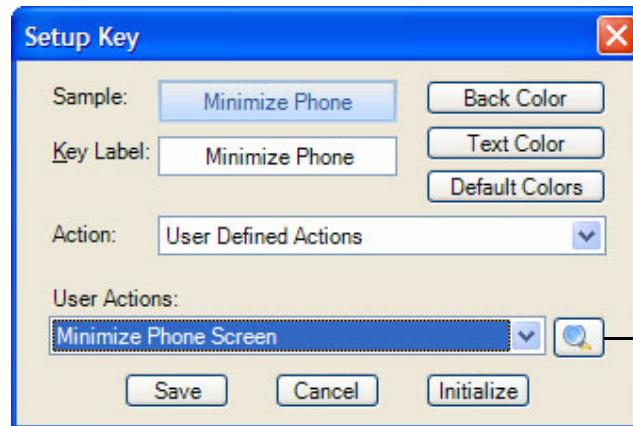 Setup Key
Sample: Minimize Phone Back Color
Key Label: Minimize Phone Text Color
Default Colors
Action: User Defined Actions
User Actions:
Minimize Phone Screen
Save Cancel Initialize